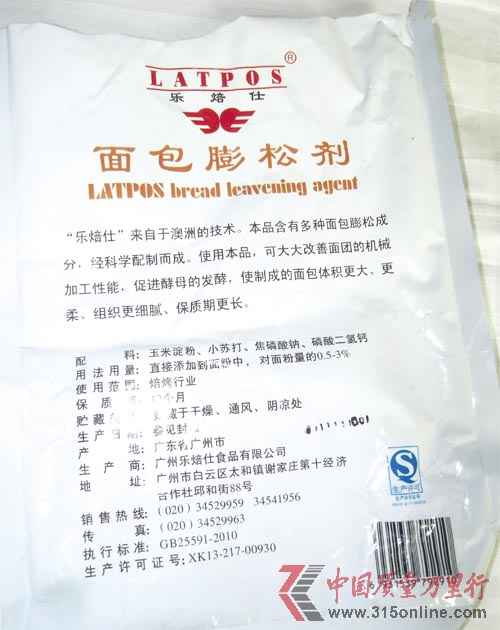 LATPOS®
乐焙仕
面包膨松剂
LATPOS bread leavening agent
“乐焙仕”来自于澳洲的技术。本品含有多种面包膨松成
分，经科学配制而成。使用本品，可大大改善面团的机械
加工性能，促进酵母的发酵，使制成的面包体积更大、更
柔、组织更细腻、保质期更长。
配料：玉米淀粉、小苏打、焦磷酸钠、磷酸二氢钙
用法用量：直接添加到面粉中，对面粉量的0.5-3%
使用范围：焙烤行业
保质 个月
贮藏 于干燥、通风、阴凉处
生产日期：参见封
产地：广东省广州市
生产商：广州乐焙仕食品有限公司
地址：广州市白云区太和镇谢家庄第十经济
合作社邱和街88号
销售热线：(020) 34529959 34541956
传真：(020) 34529963
执行标准：GB25591-2010
生产许可证号：XK13-217-00930
生产许可
中国质量万里行
www.315online.com